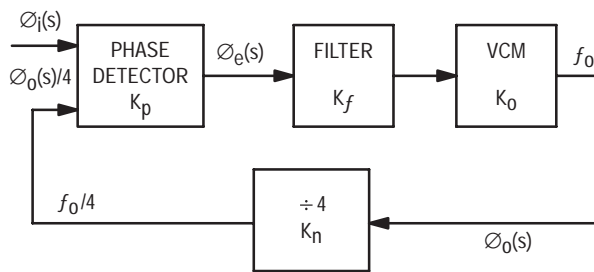 ∅i(s)
∅o(s)/4
PHASE
DETECTOR
Kp
∅e(s)
FILTER
Kf
VCM
Ko
fo
fo/4
÷ 4
Kn
∅o(s)